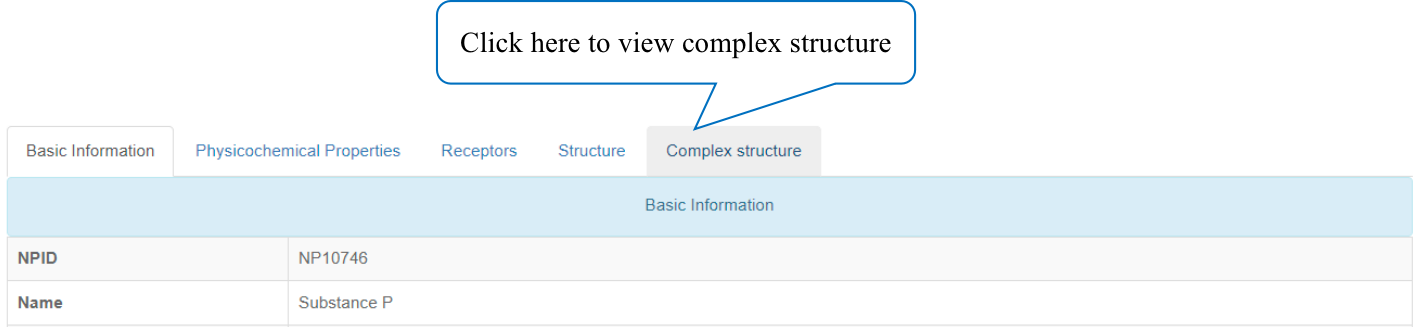 Click here to view complex structure
Basic Information Physicochemical Properties Receptors Structure Complex structure
Basic Information
NPID NP10746
Name Substance P